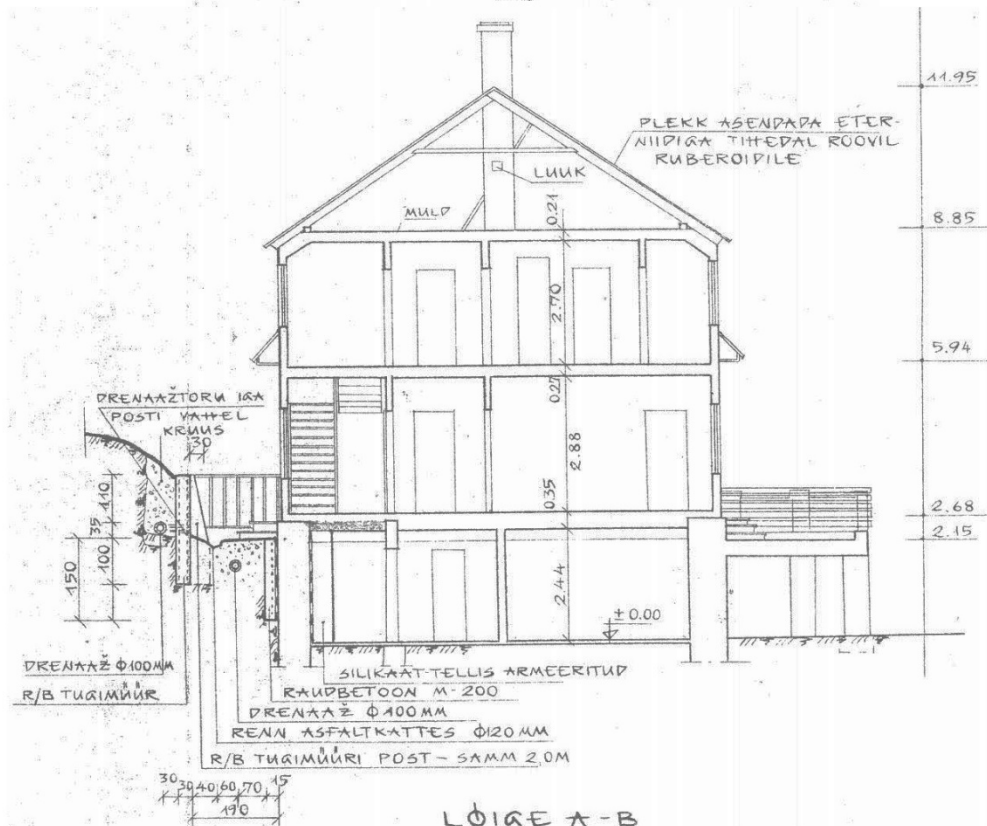 11.95
PLEKK ASENDADA ETER-
NIIDIGA TIHEDAL ROOVIL
RUBEROIDILE
LUUK
MULD
0.21
8.85
2.70
5.94
0.27
DRENAAŽTORU IGA
POSTI VAHEL
KRUUS
30
2.88
110
35
100
150
0.35
2.68
2.15
2.44
± 0.00
DRENAAŽ Φ100MM
R/B TUGIMÜÜR
SILIKAAT-TELLIS ARMEERITUD
RAUDBETOON M-200
DRENAAŽ Φ100MM
RENN ASFALTKATTES Φ120MM
R/B TUGIMÜÜRI POST - SAMM 2.0M
30 30 40 60 70 15
190
LÕIGE A-B